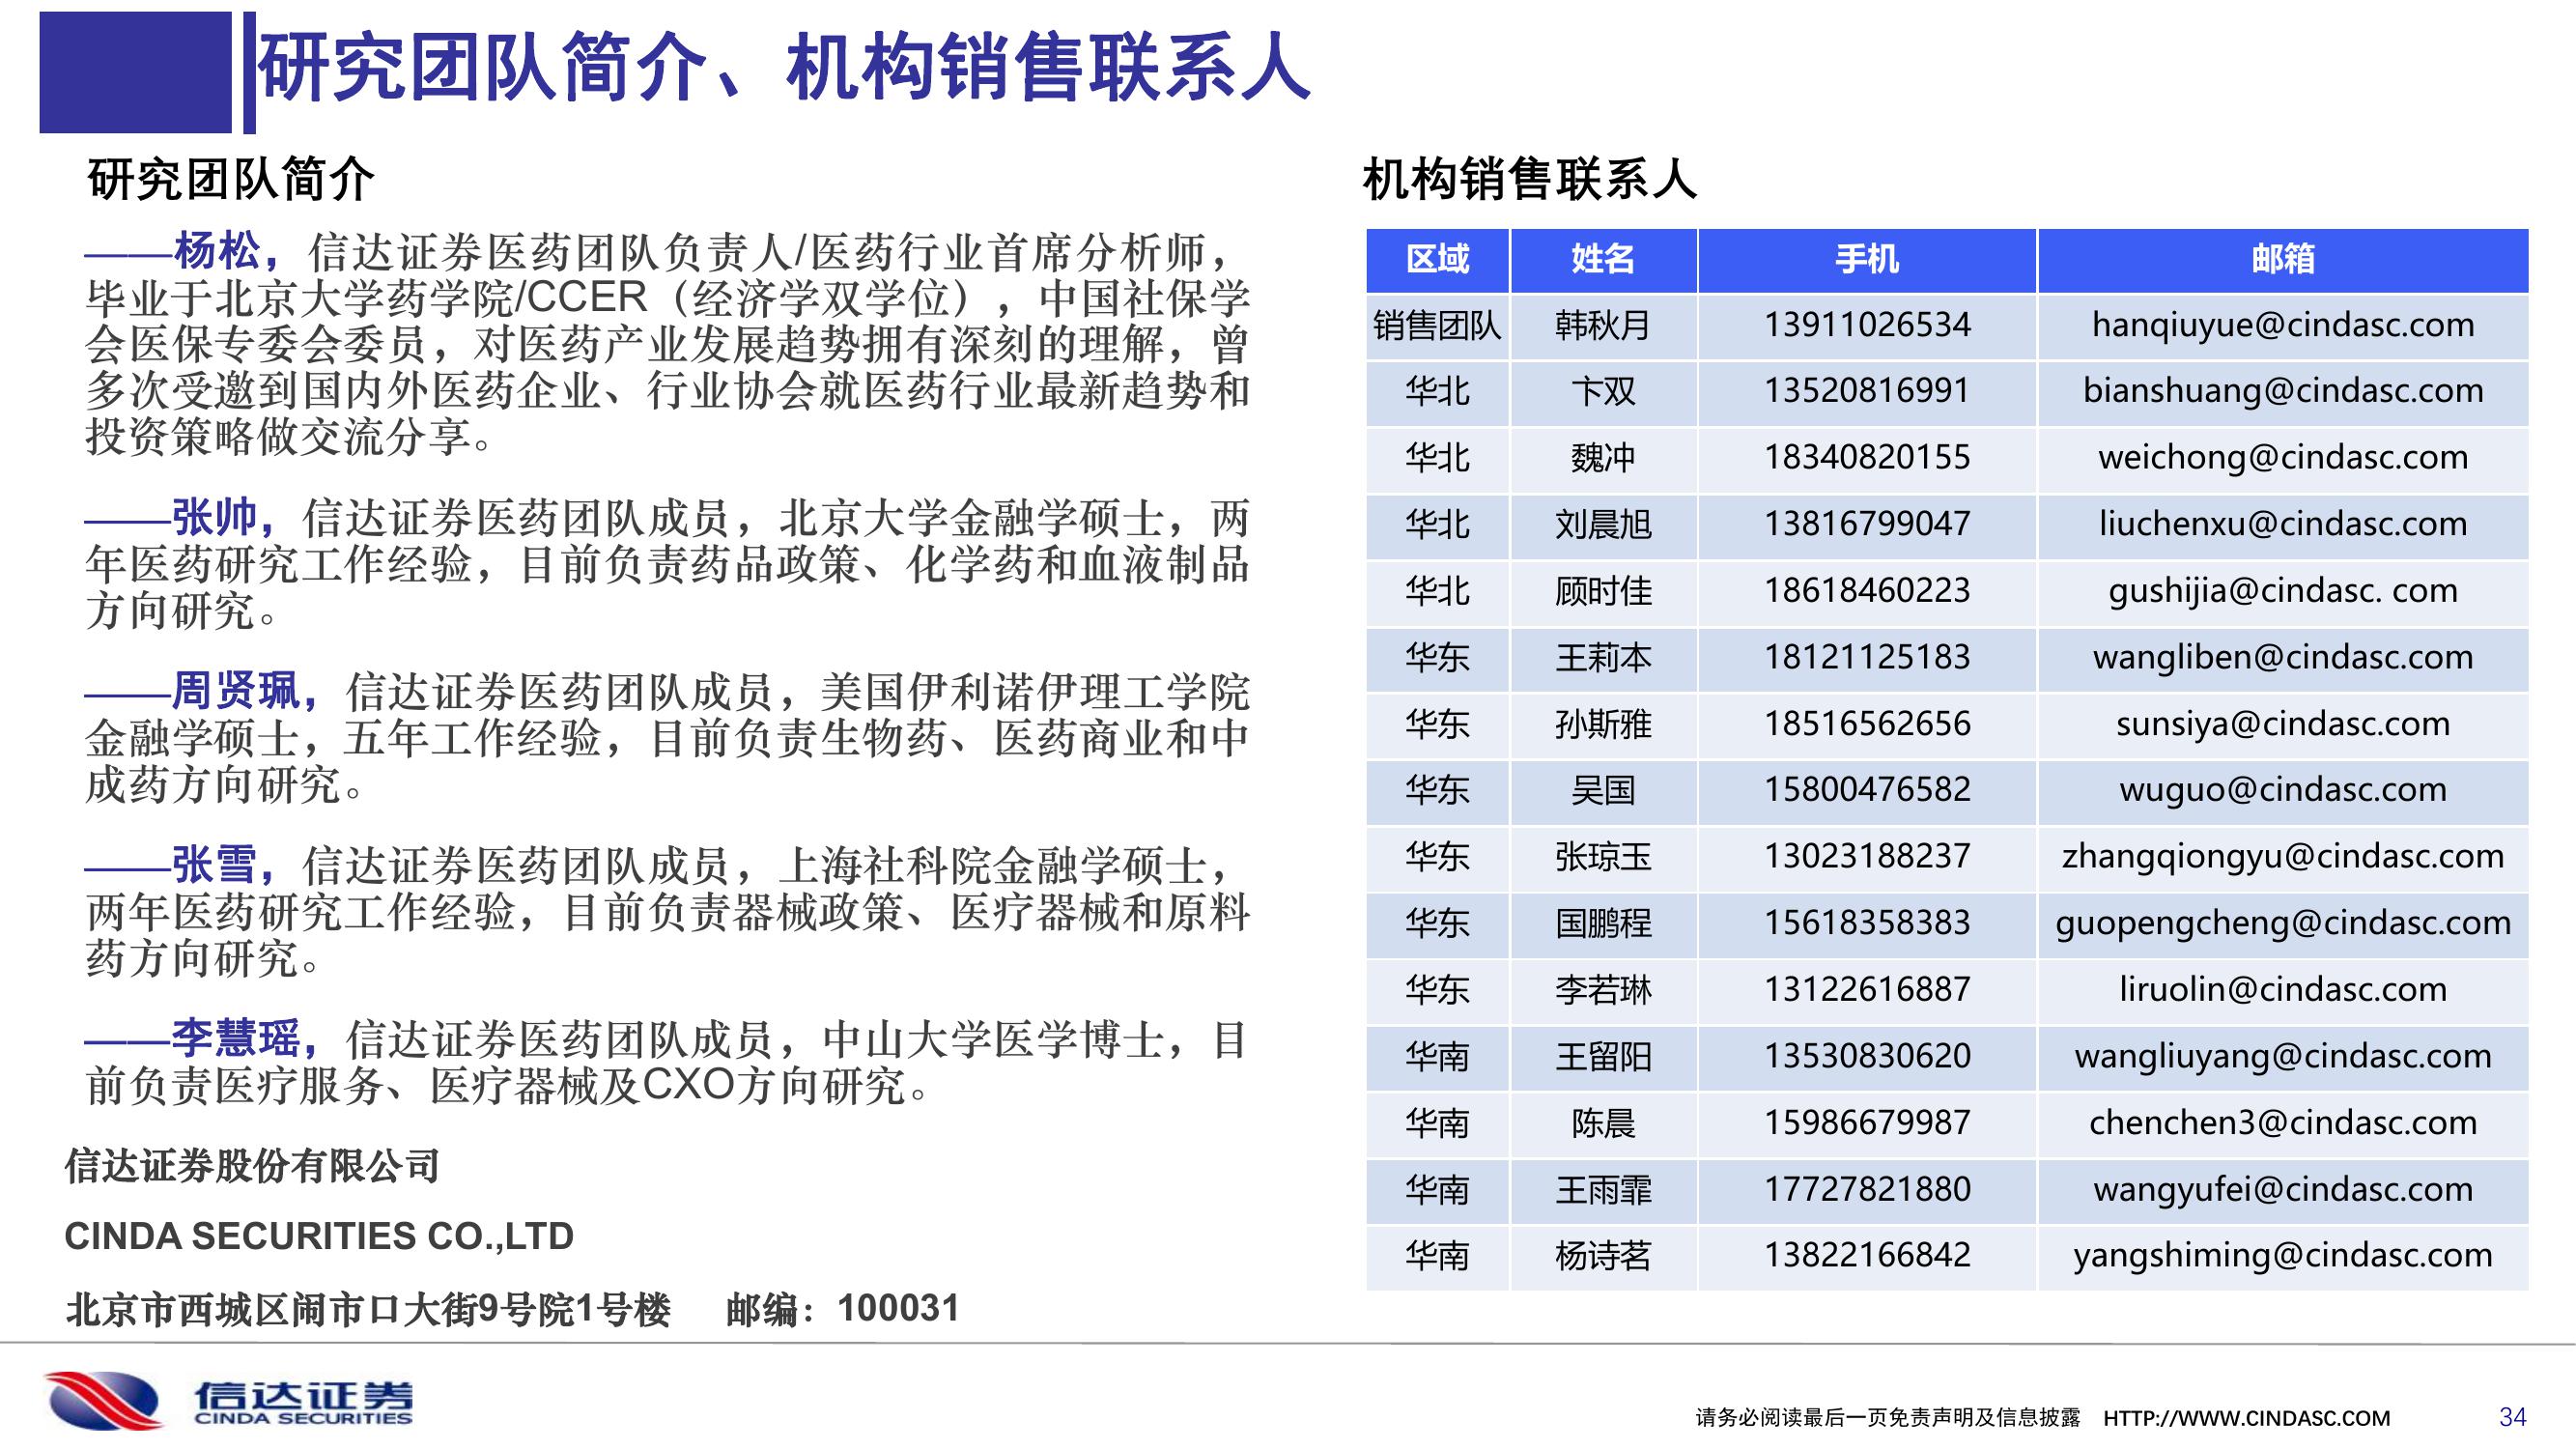 研究团队简介、机构销售联系人
研究团队简介
——杨松，信达证券医药团队负责人/医药行业首席分析师，
毕业于北京大学药学院/CCER（经济学双学位），中国社保学
会医保专委会委员，对医药产业发展趋势拥有深刻的理解，曾
多次受邀到国内外医药企业、行业协会就医药行业最新趋势和
投资策略做交流分享。
——张帅，信达证券医药团队成员，北京大学金融学硕士，两
年医药研究工作经验，目前负责药品政策、化学药和血液制品
方向研究。
——周贤珮，信达证券医药团队成员，美国伊利诺伊理工学院
金融学硕士，五年工作经验，目前负责生物药、医药商业和中
成药方向研究。
——张雪，信达证券医药团队成员，上海社科院金融学硕士，
两年医药研究工作经验，目前负责器械政策、医疗器械和原料
药方向研究。
——李慧瑶，信达证券医药团队成员，中山大学医学博士，目
前负责医疗服务、医疗器械及CXO方向研究。
信达证券股份有限公司
CINDA SECURITIES CO.,LTD
北京市西城区闹市口大街9号院1号楼 邮编：100031
机构销售联系人
区域 姓名 手机 邮箱
销售团队 韩秋月 13911026534 hanqiuyue@cindasc.com
华北 卞双 13520816991 bianshuang@cindasc.com
华北 魏冲 18340820155 weichong@cindasc.com
华北 刘晨旭 13816799047 liuchenxu@cindasc.com
华北 顾时佳 18618460223 gushijia@cindasc. com
华东 王莉本 18121125183 wangliben@cindasc.com
华东 孙斯雅 18516562656 sunsiya@cindasc.com
华东 吴国 15800476582 wuguo@cindasc.com
华东 张琼玉 13023188237 zhangqiongyu@cindasc.com
华东 国鹏程 15618358383 guopengcheng@cindasc.com
华东 李若琳 13122616887 liruolin@cindasc.com
华南 王留阳 13530830620 wangliuyang@cindasc.com
华南 陈晨 15986679987 chenchen3@cindasc.com
华南 王雨霏 17727821880 wangyufei@cindasc.com
华南 杨诗茗 13822166842 yangshiming@cindasc.com
信达证券
CINDA SECURITIES
请务必阅读最后一页免责声明及信息披露 HTTP://WWW.CINDASC.COM 34